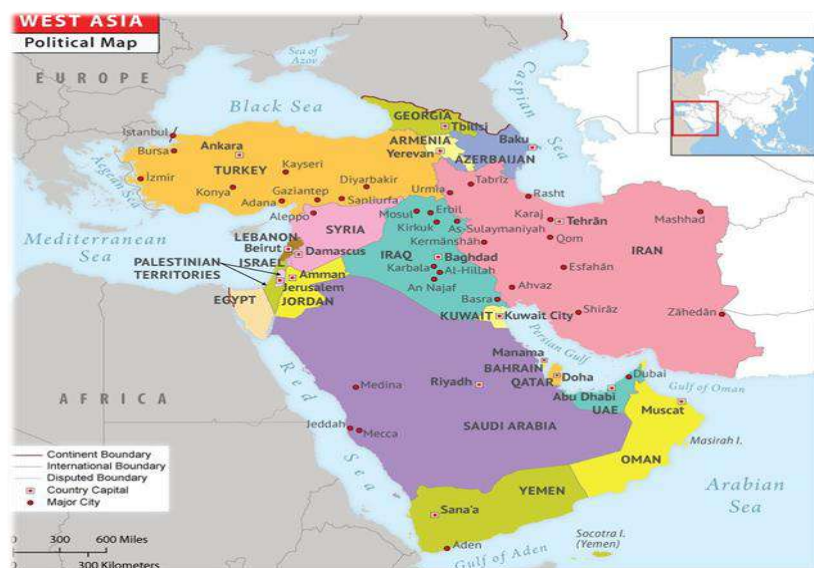 WEST ASIA
Political Map
EUROPE
Sea of
Azov
Black Sea
Caspian
Sea
GEORGIA
Tbilisi
Istanbul
ARMENIA
Yerevan
Baku
AZERBAIJAN
Bursa
Ankara
Kayseri
TURKEY
Aegean Sea
İzmir
Konya
Diyarbakir
Gaziantep
Adana
Sanliurfa
Urmia
Tabrīz
Rasht
Aleppo
Mosul
Erbil
Kirkuk
As-
Sulaymaniyah
Karaj
Tehrān
Mashhad
Mediterranean
Sea
SYRIA
LEBANON
Beirut
Damascus
Kermānshāh
Qom
IRAN
ISRAEL
IRAQ
Baghdad
PALESTINIAN
TERRITORIES
Karbala
Al-Hillah
Esfahān
Amman
Jerusalem
An Najaf
Ahvaz
EGYPT
JORDAN
Basra
KUWAIT
Kuwait City
Shirāz
Zāhedān
Persian Gulf
Manama
BAHRAIN
QATAR
Doha
Dubai
Gulf of Oman
AFRICA
Red
Sea
Medina
Riyadh
Abu Dhabi
UAE
Muscat
Jeddah
Mecca
SAUDI ARABIA
Masirah I.
OMAN
Arabian
Sea
YEMEN
Sana'a
Aden
Gulf of Aden
Socotra I.
(Yemen)
Continent Boundary
International Boundary
Disputed Boundary
Country Capital
Major City
0 300 600 Miles
0 300 Kilometers